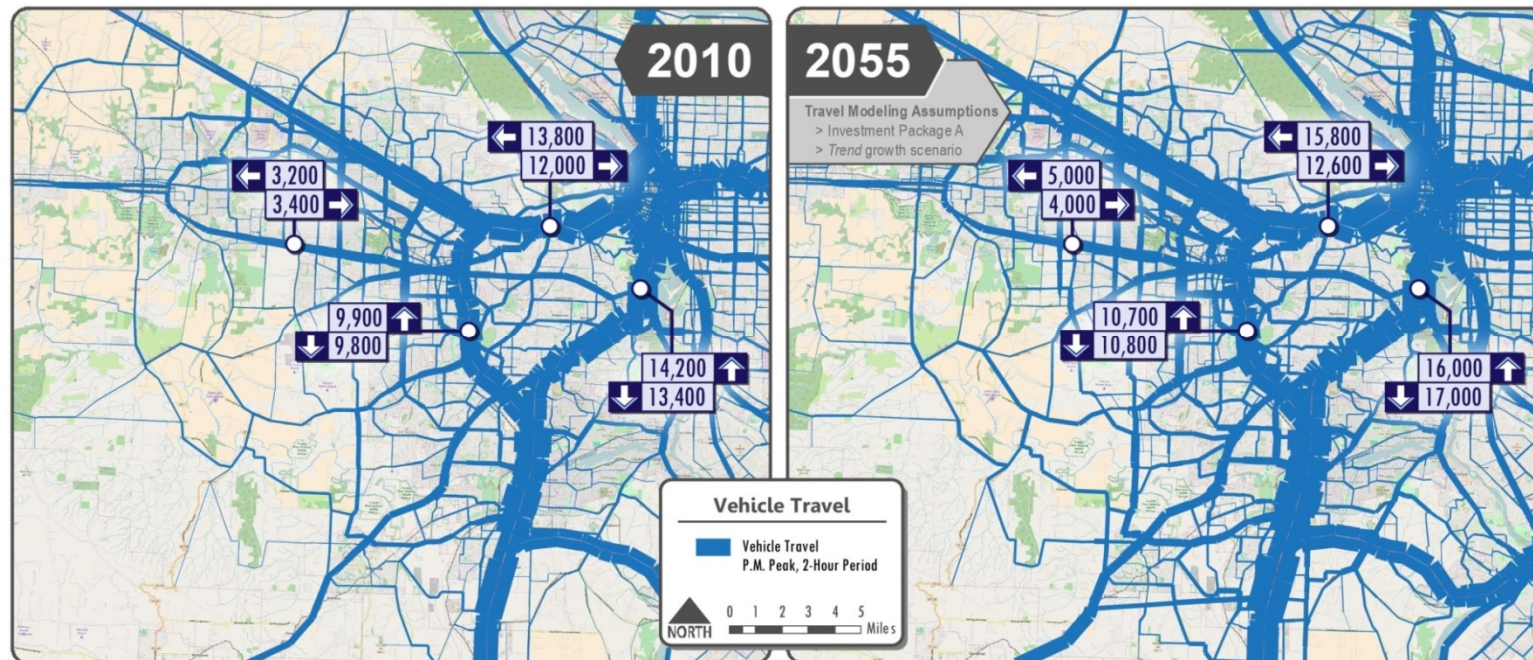 2010
13,800
12,000
3,200
3,400
9,900
9,800
14,200
13,400
2055
Travel Modeling Assumptions
> Investment Package A
> Trend growth scenario
15,800
12,600
5,000
4,000
10,700
10,800
16,000
17,000
Vehicle Travel
Vehicle Travel
P.M. Peak, 2-Hour Period
NORTH
0 1 2 3 4 5
Miles